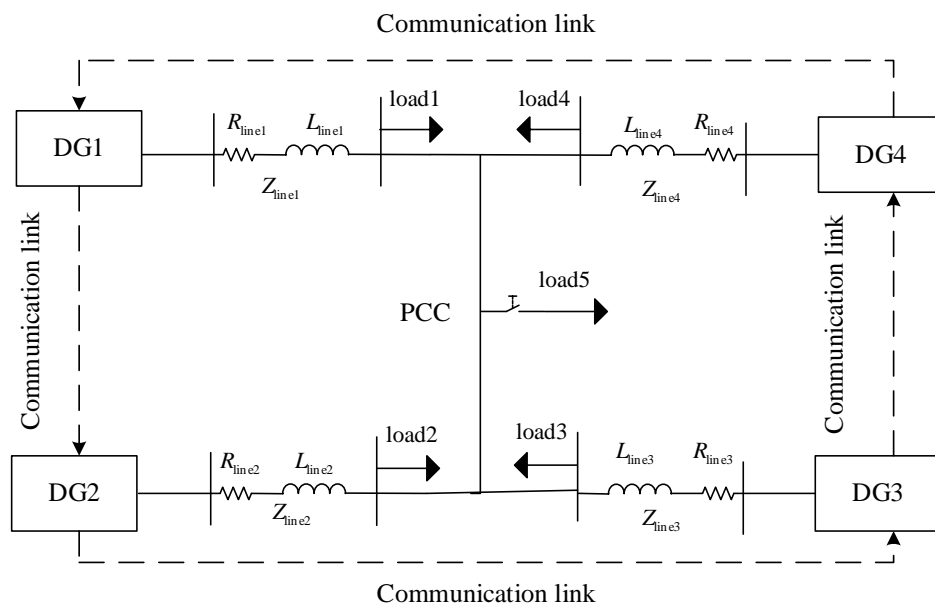 Communication link
load1
load4
R_line1
L_line1
L_line4
R_line4
DG1
DG4
Z_line1
Z_line4
Communication link
Communication link
load5
PCC
load2
load3
R_line2
L_line2
L_line3
R_line3
DG2
DG3
Z_line2
Z_line3
Communication link